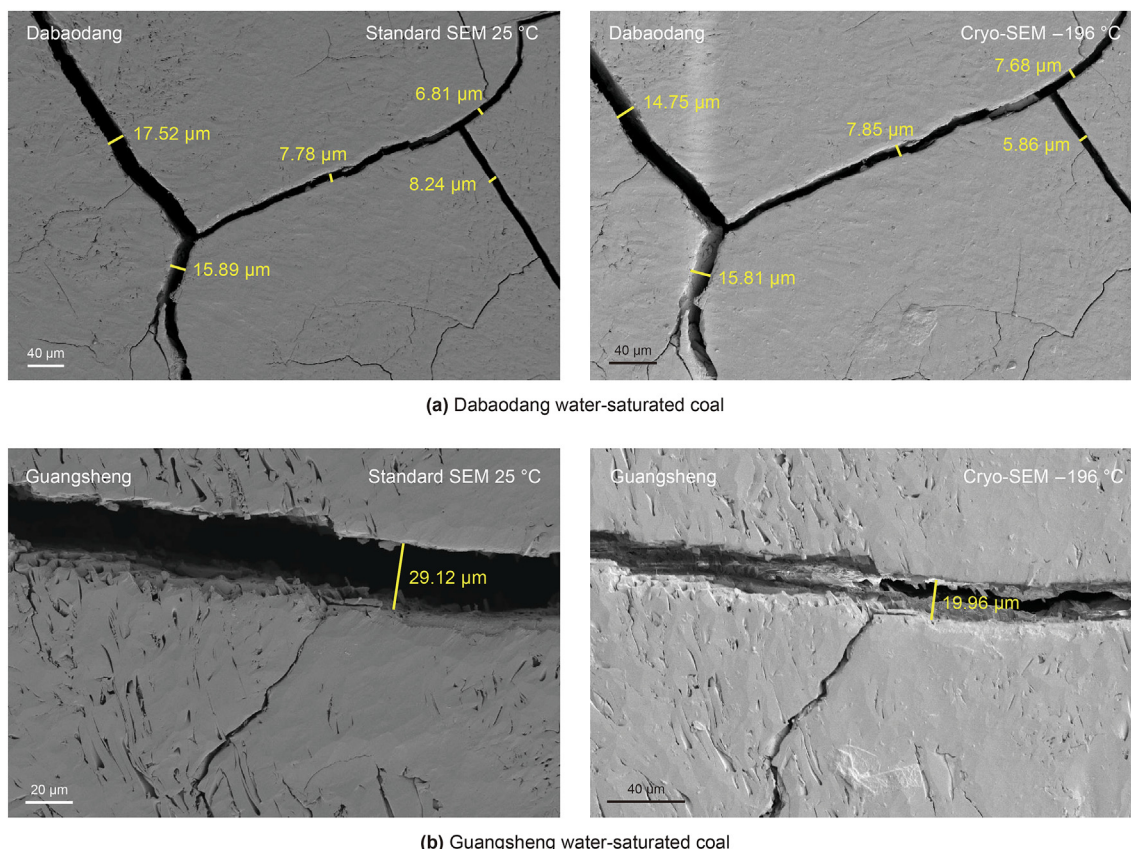 Dabaodang
Standard SEM 25 °C
17.52 µm
6.81 µm
7.78 µm
8.24 µm
15.89 µm
40 µm
Dabaodang
Cryo-SEM –196 °C
14.75 µm
7.68 µm
7.85 µm
5.86 µm
15.81 µm
40 µm
(a) Dabaodang water-saturated coal
Guangsheng
Standard SEM 25 °C
29.12 µm
20 µm
Guangsheng
Cryo-SEM –196 °C
19.96 µm
40 µm
(b) Guangsheng water-saturated coal